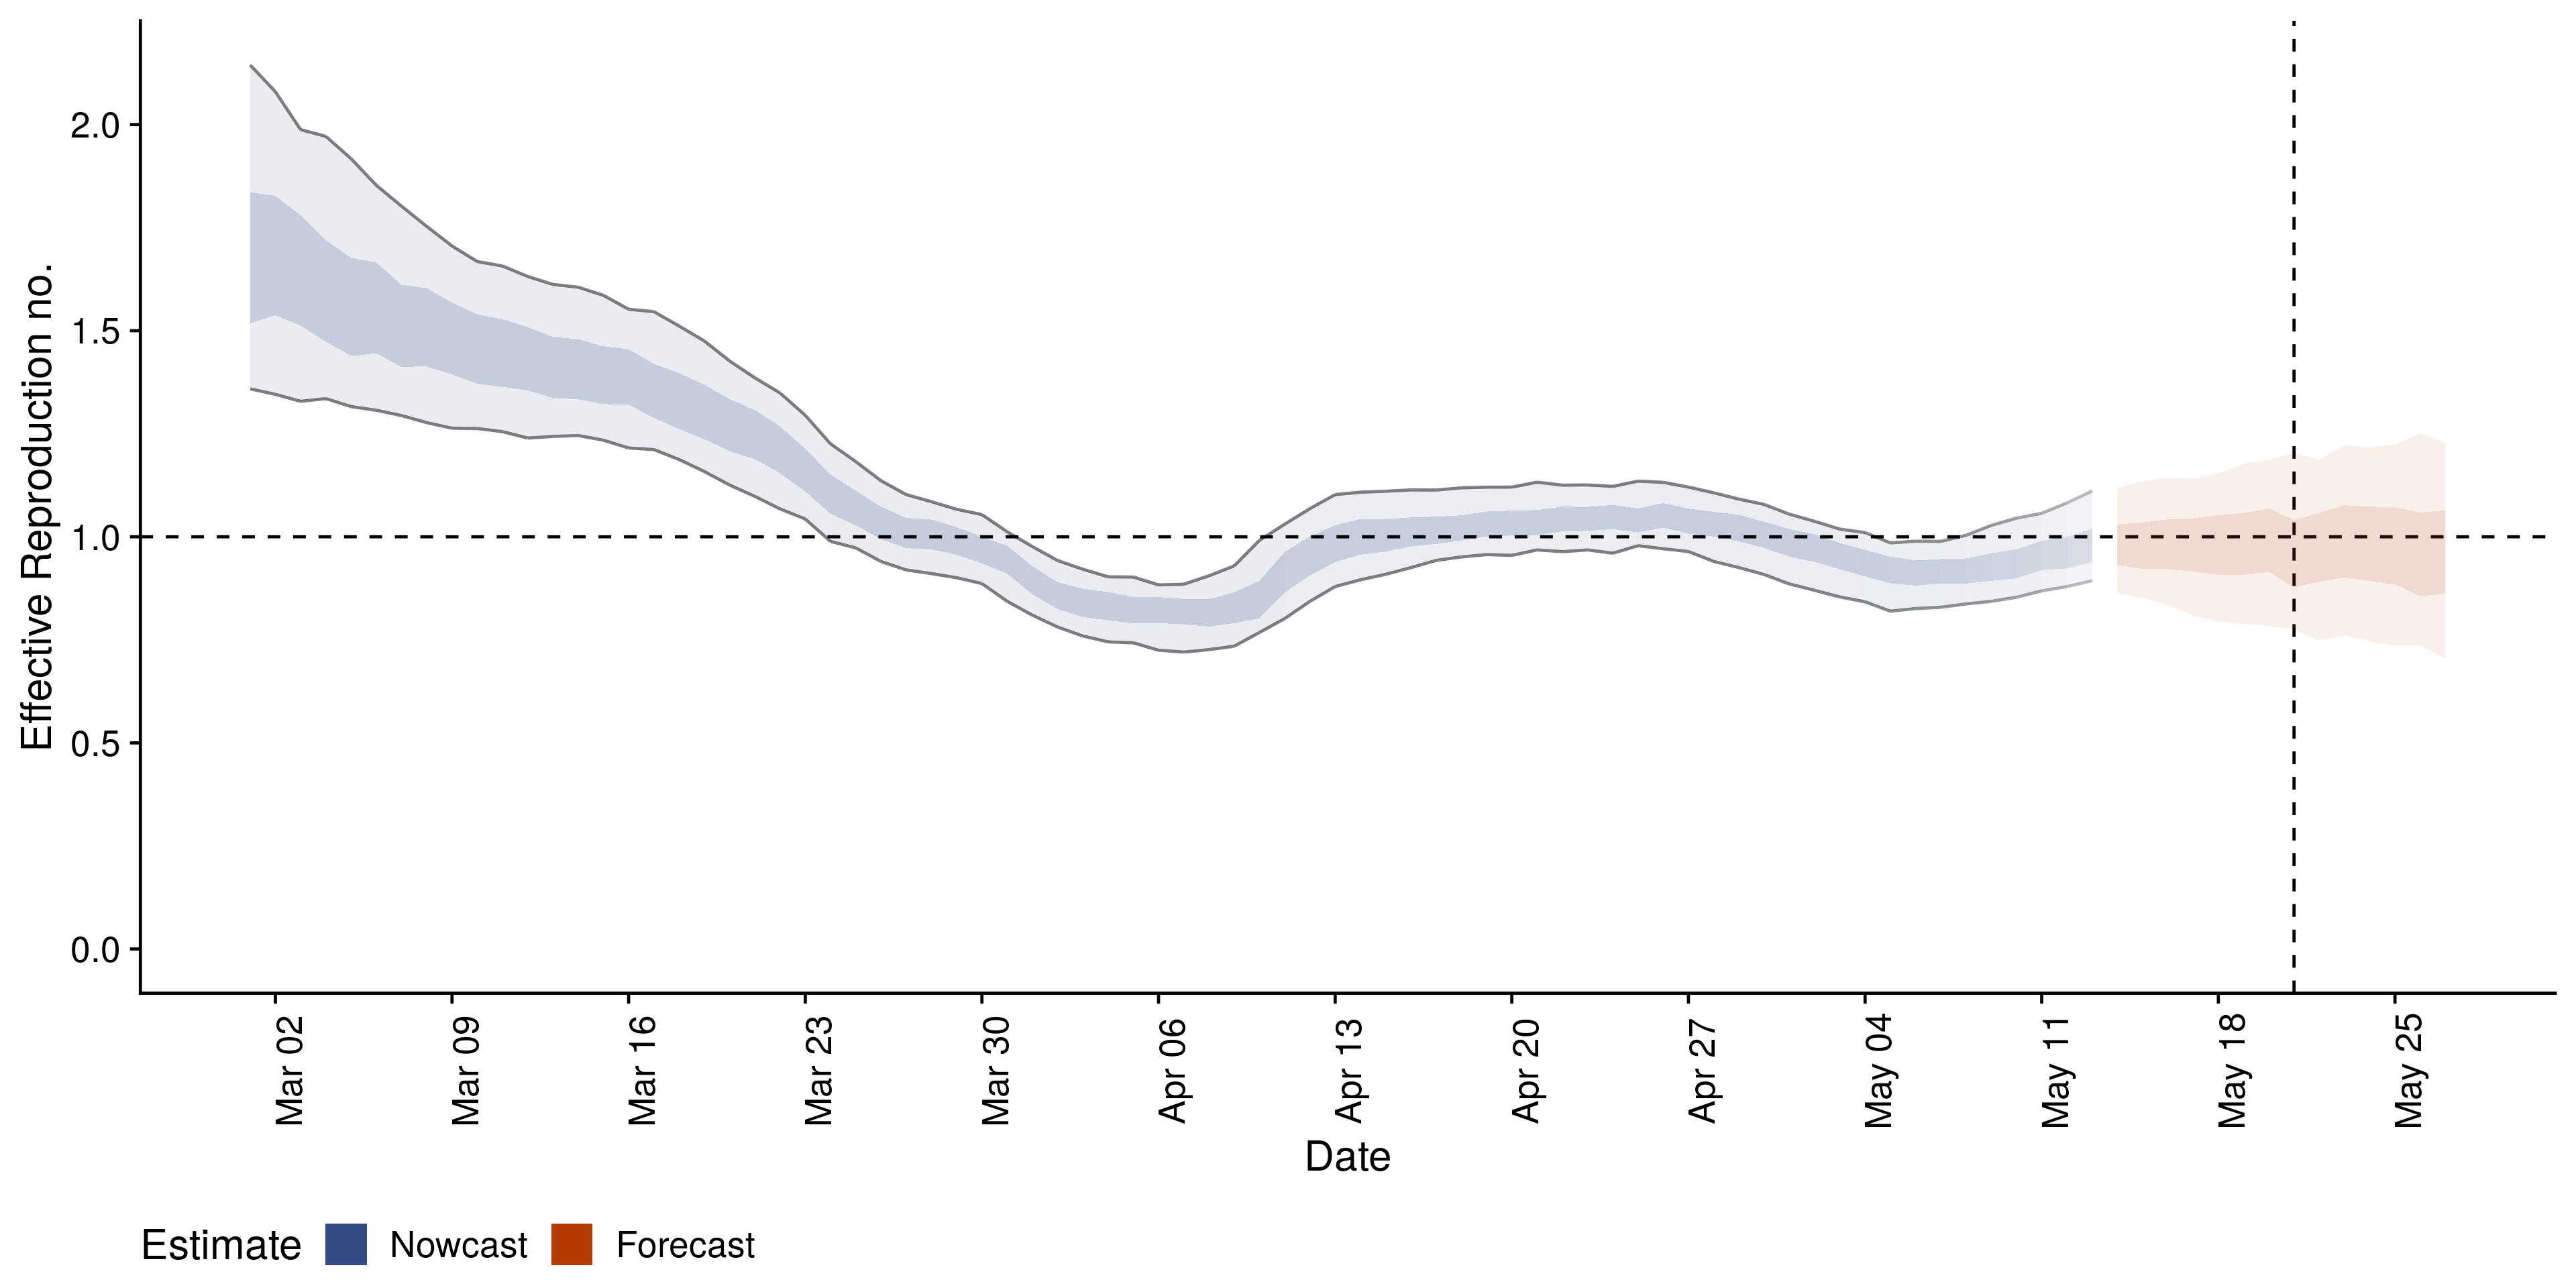 Effective Reproduction no.
2.0
1.5
1.0
0.5
0.0
Mar 02
Mar 09
Mar 16
Mar 23
Mar 30
Apr 06
Apr 13
Apr 20
Apr 27
May 04
May 11
May 18
May 25
Date
Estimate Nowcast Forecast